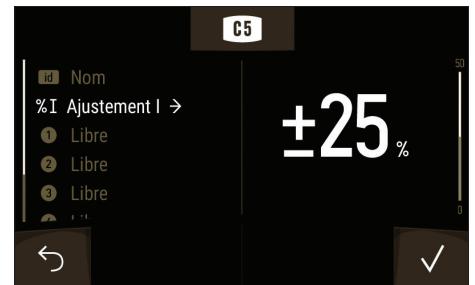 C5
id Nom
%I Ajustement I →
1 Libre
2 Libre
3 Libre
±25 %
50
0